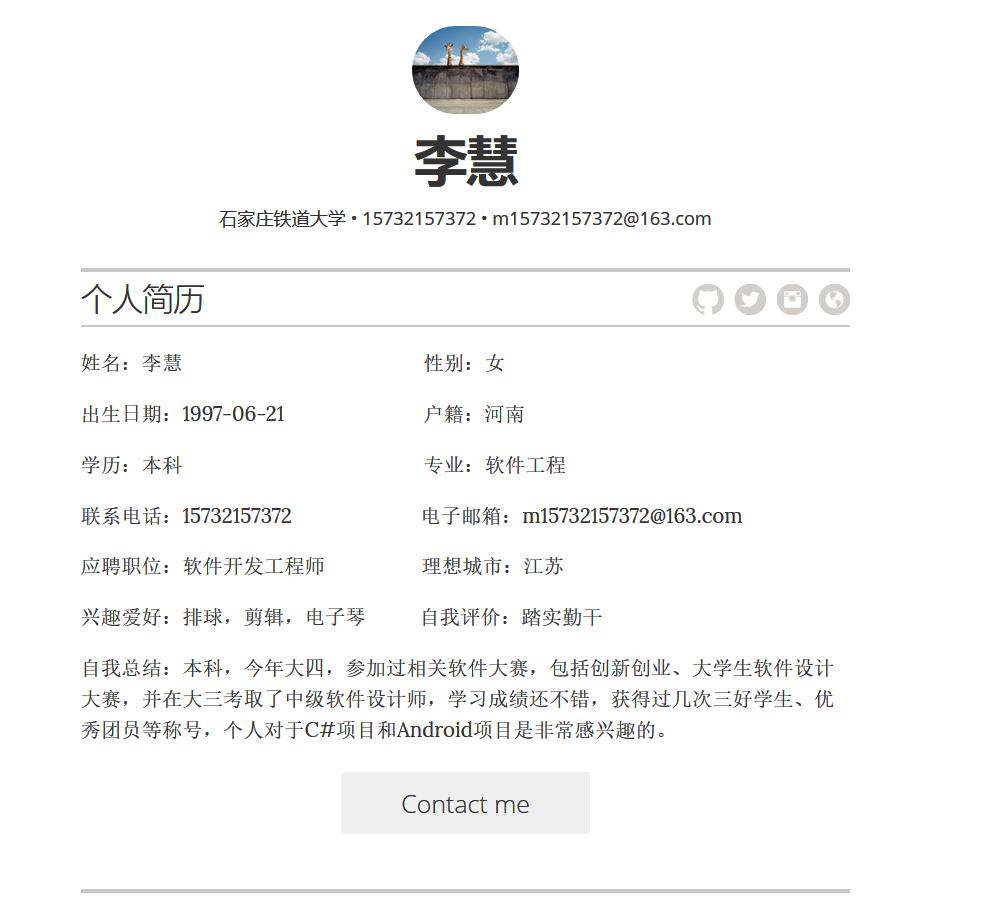 李慧
石家庄铁道大学 • 15732157372 • m15732157372@163.com
个人简历
姓名：李慧 性别：女
出生日期：1997-06-21 户籍：河南
学历：本科 专业：软件工程
联系电话：15732157372 电子邮箱：m15732157372@163.com
应聘职位：软件开发工程师 理想城市：江苏
兴趣爱好：排球，剪辑，电子琴 自我评价：踏实勤干
自我总结：本科，今年大四，参加过相关软件大赛，包括创新创业、大学生软件设计
大赛，并在大三考取了中级软件设计师，学习成绩还不错，获得过几次三好学生、优
秀团员等称号，个人对于C#项目和Android项目是非常感兴趣的。
Contact me